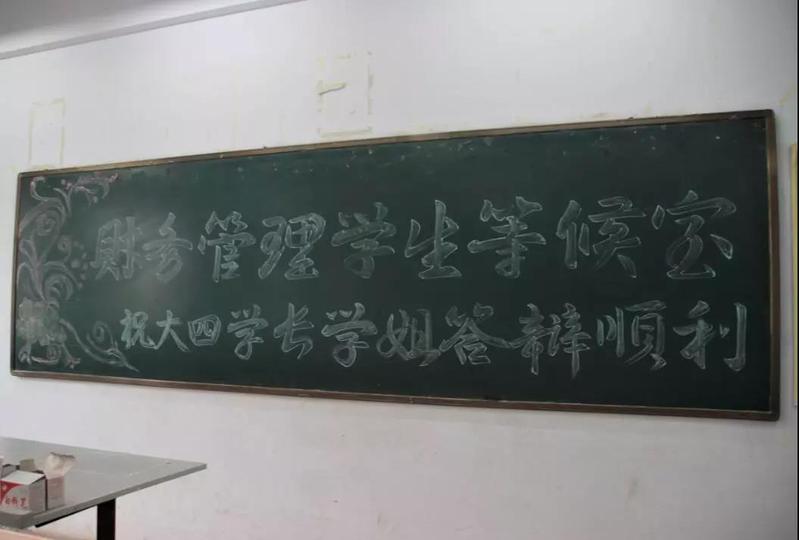 財务管理学生等候室
祝大四学长学姐答辩顺利